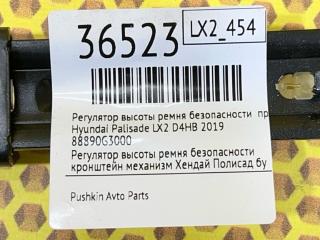 36523
LX2_454
Регулятор высоты ремня безопасности пр
Hyundai Palisade LX2 D4HB 2019
88890G3000
Регулятор высоты ремня безопасности
кронштейн механизм Хендай Полисад бу
Pushkin Avto Parts